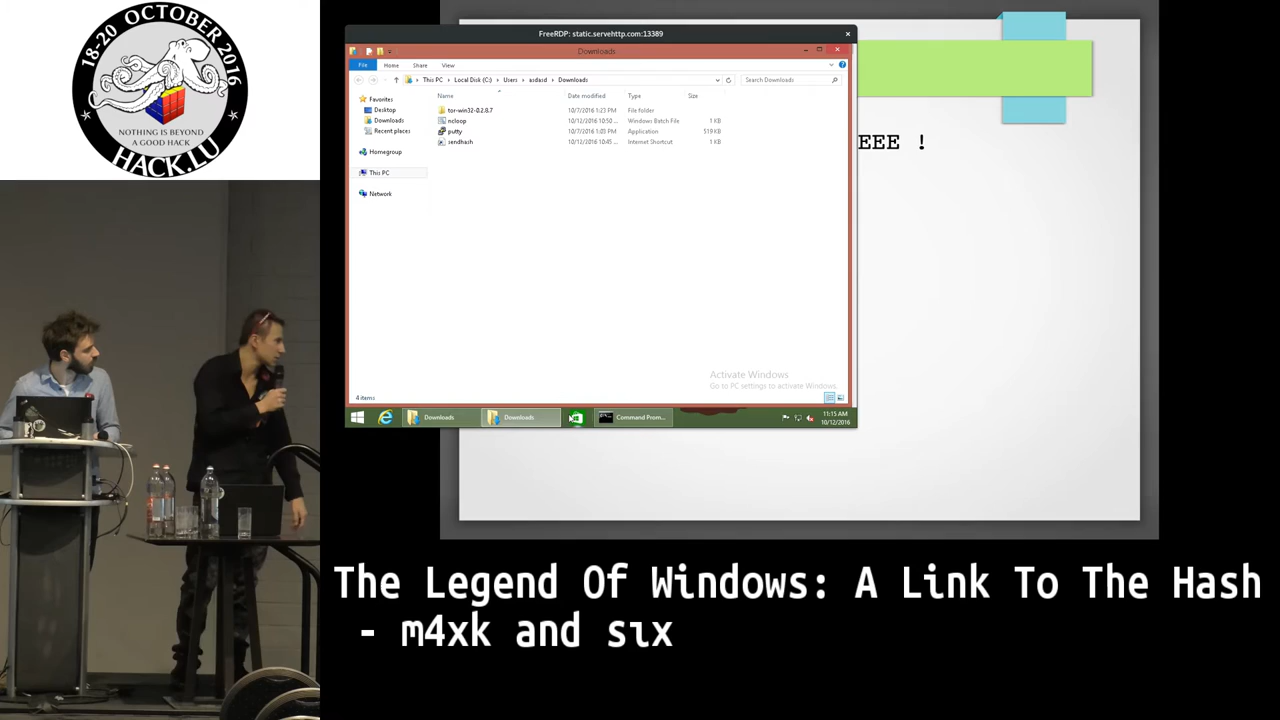 18-20 OCTOBER 2016
NOTHING IS BEYOND
A GOOD HACK
HACK.LU
FreeRDP: static.servehttp.com:13389
Downloads
File Home Share View
This PC Local Disk (C:) Users asdasd Downloads
Search Downloads
Name Date modified Type Size
tor-win32-0.2.8.7 10/7/2016 1:23 PM File folder
ncloop 10/12/2016 10:50 ... Windows Batch File 1 KB
putty 10/7/2016 1:03 PM Application 519 KB
sendhash 10/12/2016 10:45 ... Internet Shortcut 1 KB
Favorites
Desktop
Downloads
Recent places
Homegroup
This PC
Network
Activate Windows
Go to PC settings to activate Windows.
4 items
Downloads
Downloads
Command Prom...
11:15 AM
10/12/2016
EEE !
The Legend Of Windows: A Link To The Hash
- m4xk and sιx